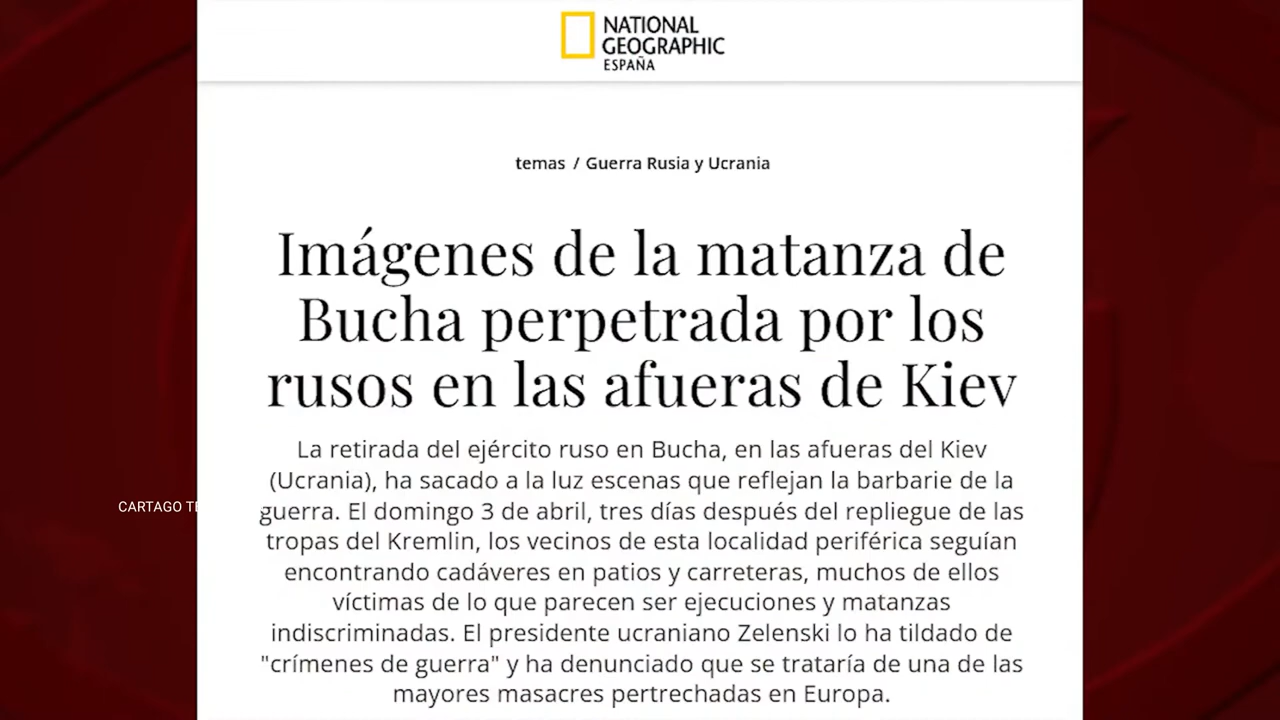 NATIONAL
GEOGRAPHIC
ESPAÑA
temas / Guerra Rusia y Ucrania
Imágenes de la matanza de
Bucha perpetrada por los
rusos en las afueras de Kiev
La retirada del ejército ruso en Bucha, en las afueras del Kiev
(Ucrania), ha sacado a la luz escenas que reflejan la barbarie de la
CARTAGO
guerra. El domingo 3 de abril, tres días después del repliegue de las
tropas del Kremlin, los vecinos de esta localidad periférica seguían
encontrando cadáveres en patios y carreteras, muchos de ellos
víctimas de lo que parecen ser ejecuciones y matanzas
indiscriminadas. El presidente ucraniano Zelenski lo ha tildado de
"crímenes de guerra" y ha denunciado que se trataría de una de las
mayores masacres pertrechadas en Europa.